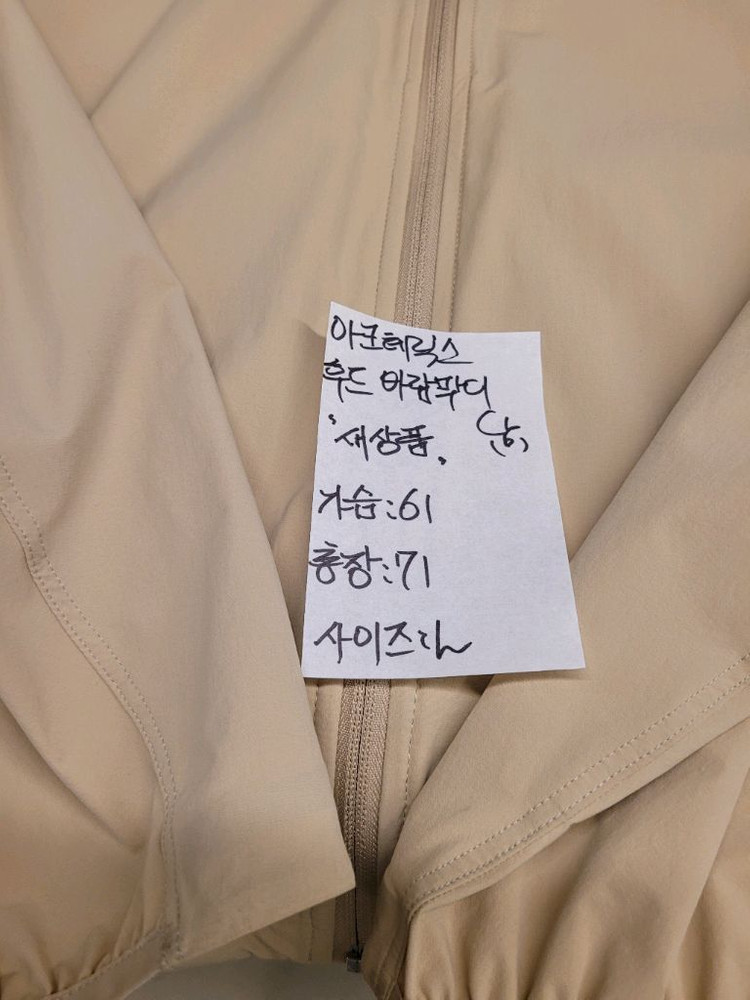 아크테릭스
후드 바람막이
(남)
"새상품"
가슴:61
총장:71
사이즈: